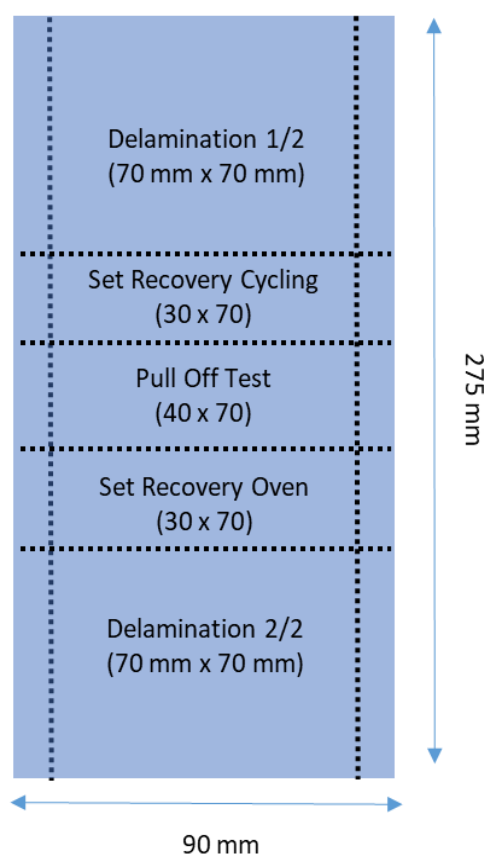 Delamination 1/2
(70 mm x 70 mm)
Set Recovery Cycling
(30 x 70)
Pull Off Test
(40 x 70)
Set Recovery Oven
(30 x 70)
Delamination 2/2
(70 mm x 70 mm)
275 mm
90 mm